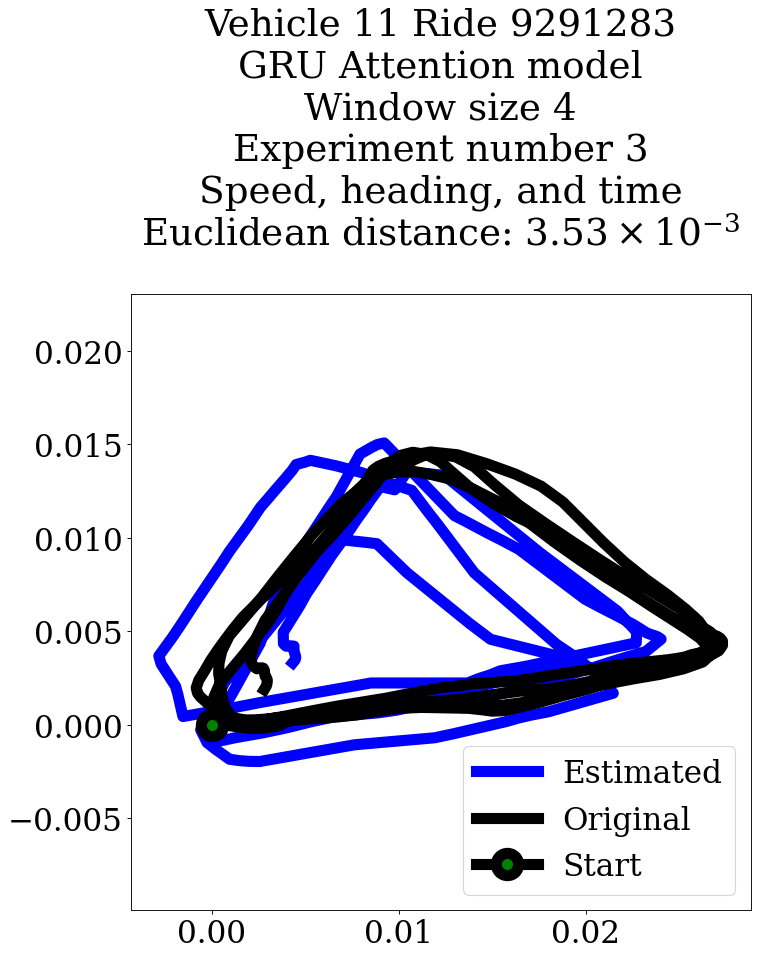 Vehicle 11 Ride 9291283
GRU Attention model
Window size 4
Experiment number 3
Speed, heading, and time
Euclidean distance: 3.53 × 10⁻³
0.020
0.015
0.010
0.005
0.000
−0.005
Estimated
Original
Start
0.00 0.01 0.02